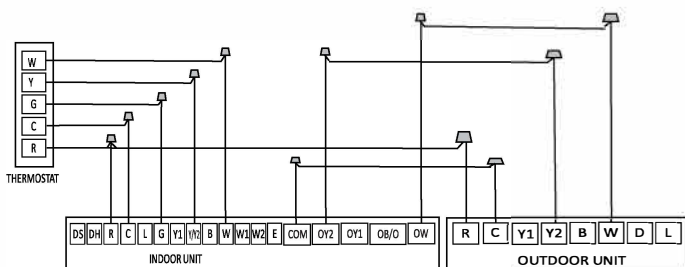 W
Y
G
C
R
THERMOSTAT
DS DH R C L G Y1 Y/Y2 B W W1 W2 E COM OY2 OY1 OB/O OW
INDOOR UNIT
R C Y1 Y2 B W D L
OUTDOOR UNIT